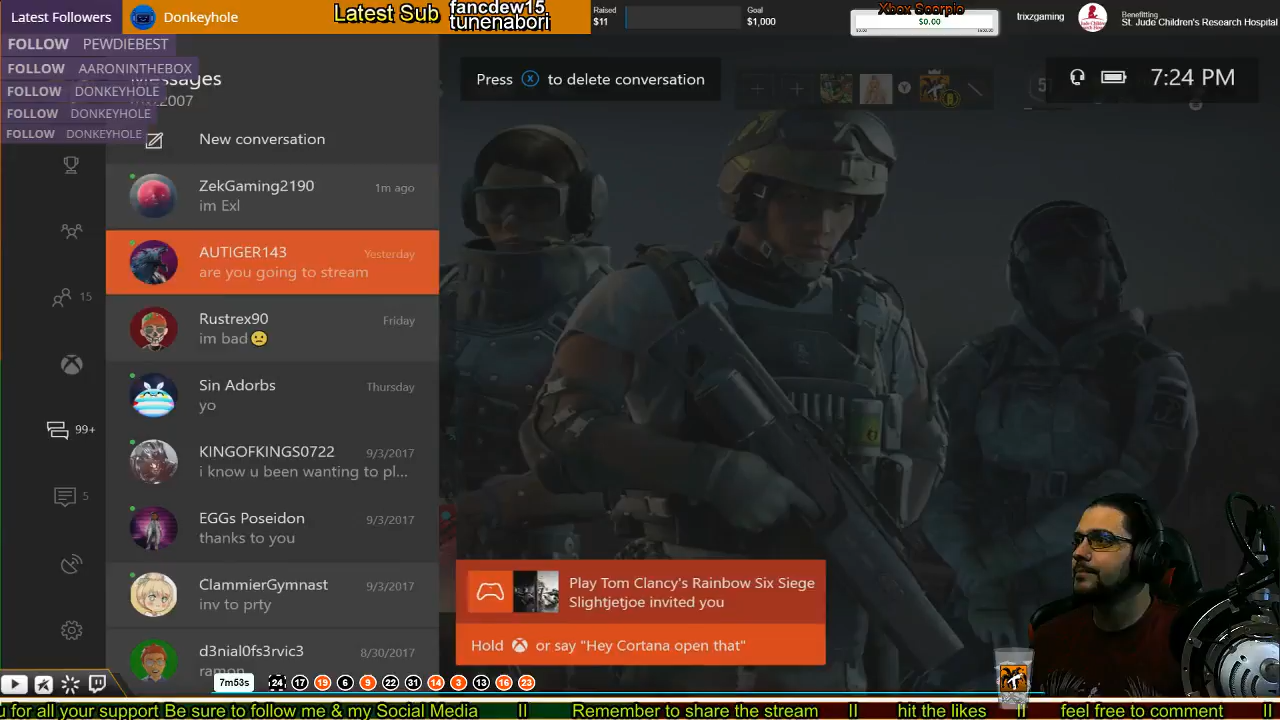 Latest Followers
Donkeyhole
Latest Sub
fancdew15
tunenabori
Raised
$11
Goal
$1,000
Xbox Scorpio
$0.00
trixzgaming
Benefitting
St. Jude Children's Research Hospital
FOLLOW PEWDIEBEST
FOLLOW AARONINTHEBOX
FOLLOW DONKEYHOLE
FOLLOW DONKEYHOLE
FOLLOW DONKEYHOLE
Messages
2007
Press X to delete conversation
Y
7:24 PM
New conversation
ZekGaming2190
1m ago
im Exl
AUTIGER143
Yesterday
are you going to stream
Rustrex90
Friday
im bad
Sin Adorbs
Thursday
yo
KINGOFKINGS0722
9/3/2017
i know u been wanting to pl...
EGGs Poseidon
9/3/2017
thanks to you
ClammierGymnast
9/3/2017
inv to prty
d3nial0fs3rvic3
8/30/2017
ramon
15
99+
5
Play Tom Clancy's Rainbow Six Siege
Slightjetjoe invited you
Hold or say "Hey Cortana open that"
7m53s
24 17 19 6 9 22 31 14 3 13 16 23
u for all your support Be sure to follow me & my Social Media || Remember to share the stream || hit the likes || feel free to comment ||